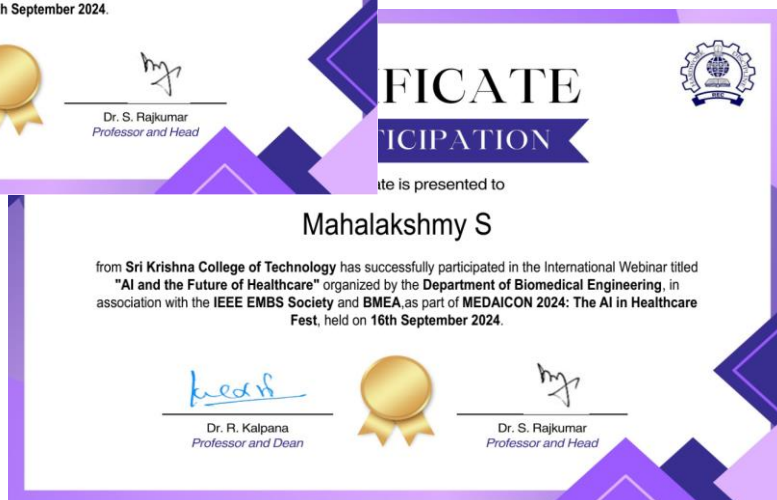 h September 2024.
Dr. S. Rajkumar
Professor and Head
FICATE
ICIPATION
ate is presented to
Mahalakshmy S
from Sri Krishna College of Technology has successfully participated in the International Webinar titled
"AI and the Future of Healthcare" organized by the Department of Biomedical Engineering, in
association with the IEEE EMBS Society and BMEA,as part of MEDAICON 2024: The AI in Healthcare
Fest, held on 16th September 2024.
Dr. R. Kalpana
Professor and Dean
Dr. S. Rajkumar
Professor and Head